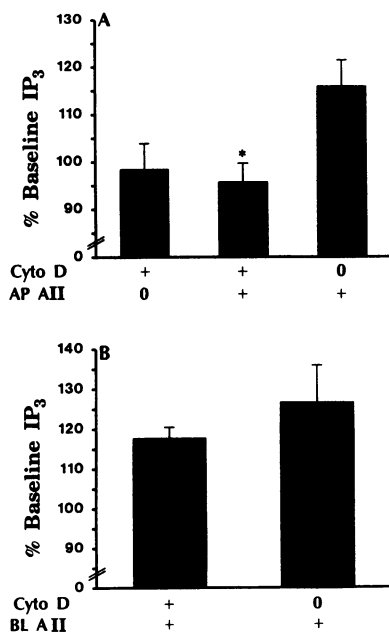 A
130
120
110
100
90
0
% Baseline IP3
*
Cyto D + + 0
AP AII 0 + +
B
140
130
120
110
100
90
0
% Baseline IP3
Cyto D + 0
BL AII + +